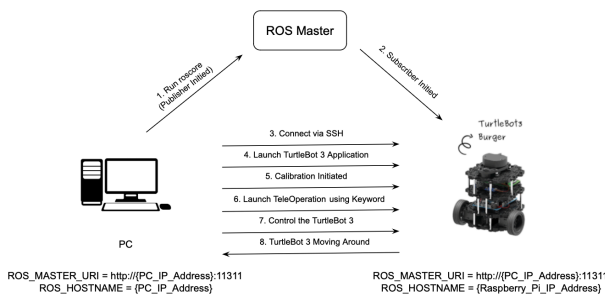 ROS Master
1. Run roscore
(Publisher Initied)
2. Subscriber Initied
TurtleBot3
Burger
3. Connect via SSH
4. Launch TurtleBot 3 Application
5. Calibration Initiated
6. Launch TeleOperation using Keyword
7. Control the TurtleBot 3
8. TurtleBot 3 Moving Around
PC
ROS_MASTER_URI = http://{PC_IP_Address}:11311
ROS_HOSTNAME = {PC_IP_Address}
ROS_MASTER_URI = http://{PC_IP_Address}:11311
ROS_HOSTNAME = {Raspberry_Pi_IP_Address}